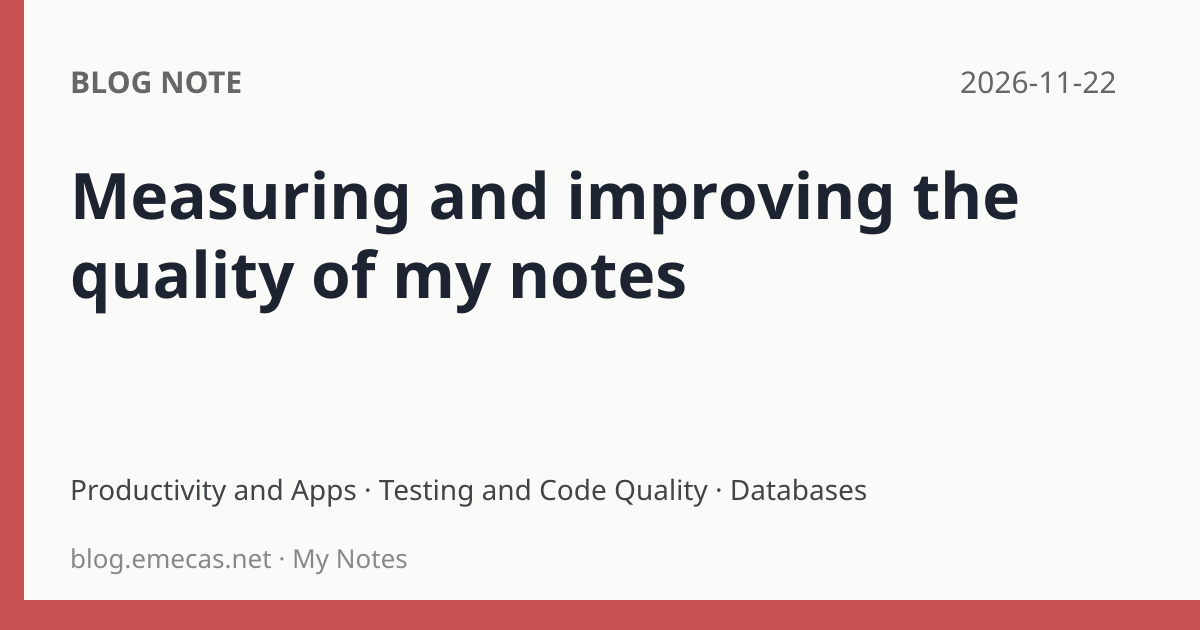 BLOG NOTE
2026-11-22
Measuring and improving the
quality of my notes
Productivity and Apps · Testing and Code Quality · Databases
blog.emecas.net · My Notes